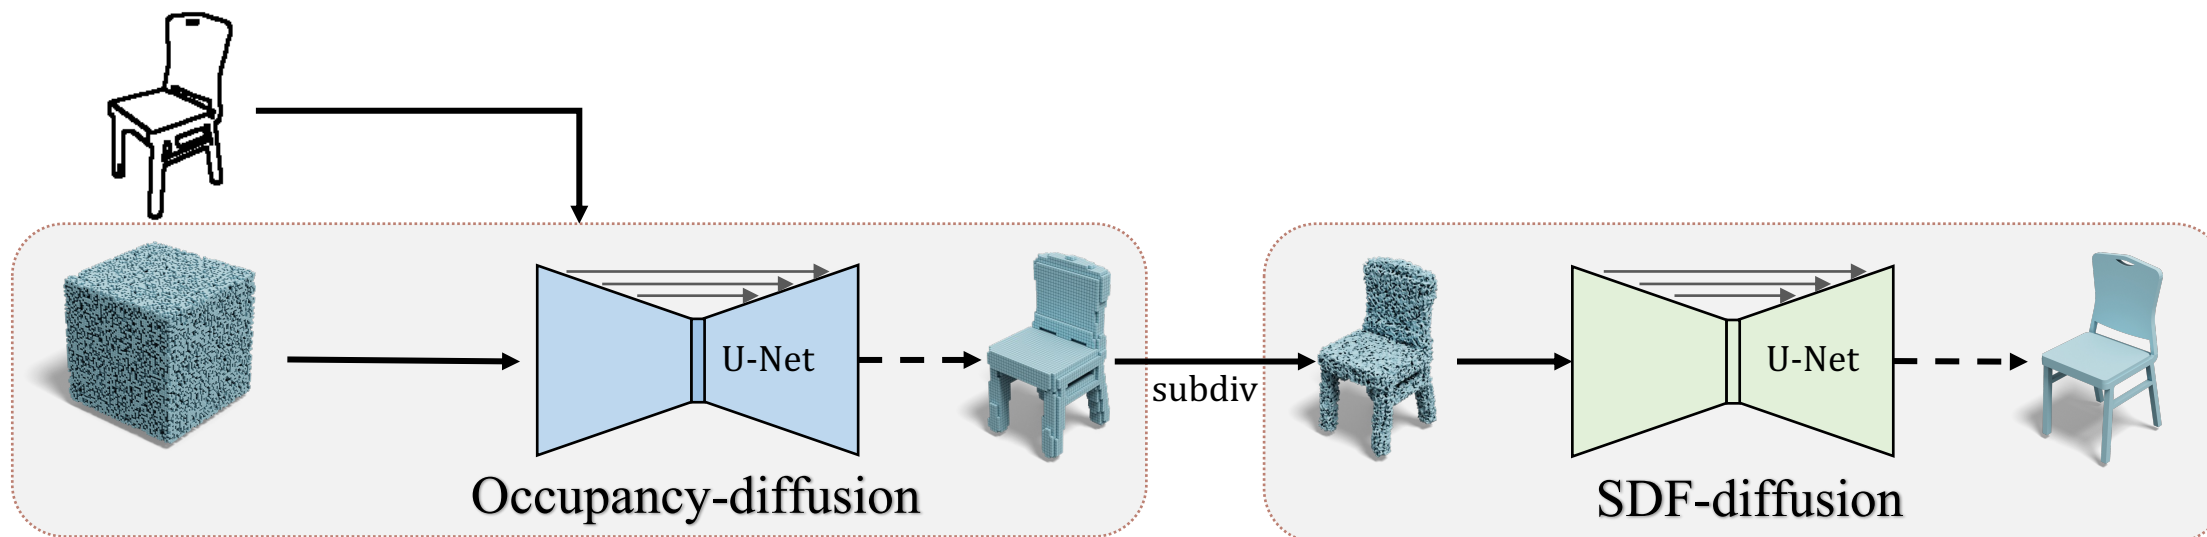 U-Net
subdiv
U-Net
Occupancy-diffusion
SDF-diffusion